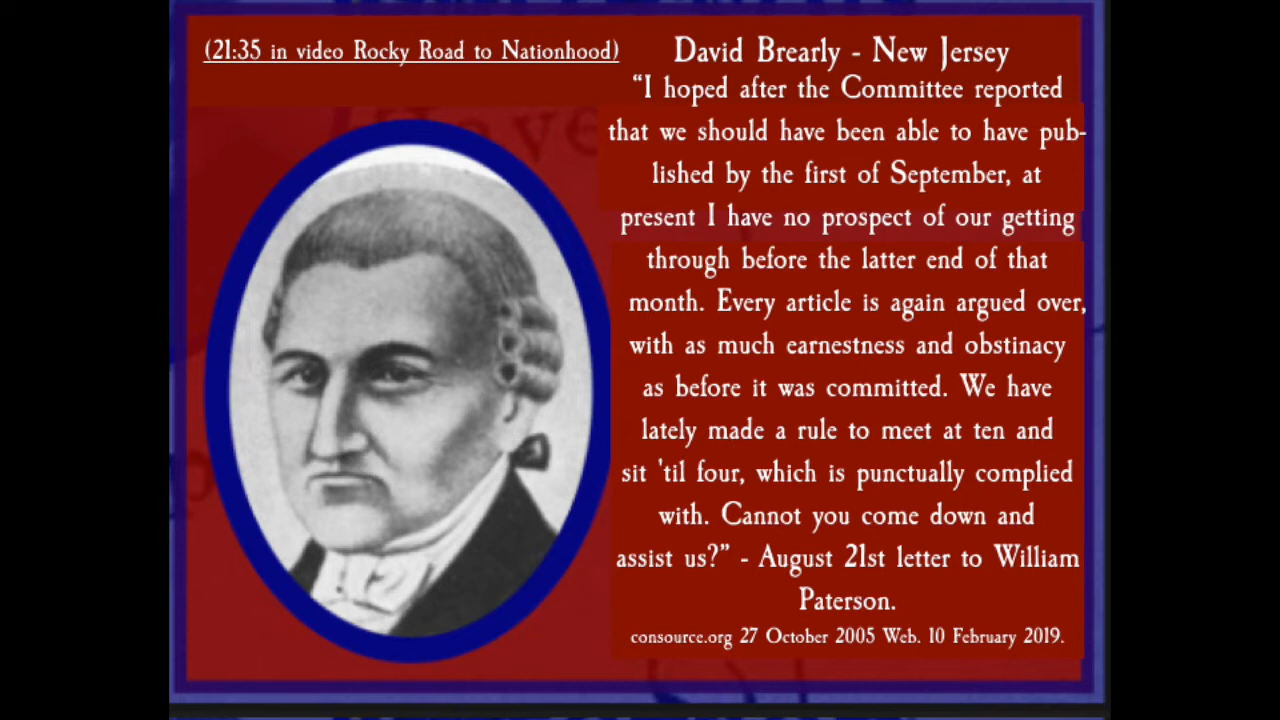 (21:35 in video Rocky Road to Nationhood)
David Brearly - New Jersey
“I hoped after the Committee reported
that we should have been able to have pub-
lished by the first of September, at
present I have no prospect of our getting
through before the latter end of that
month. Every article is again argued over,
with as much earnestness and obstinacy
as before it was committed. We have
lately made a rule to meet at ten and
sit 'til four, which is punctually complied
with. Cannot you come down and
assist us?” - August 21st letter to William
Paterson.
consource.org 27 October 2005 Web. 10 February 2019.